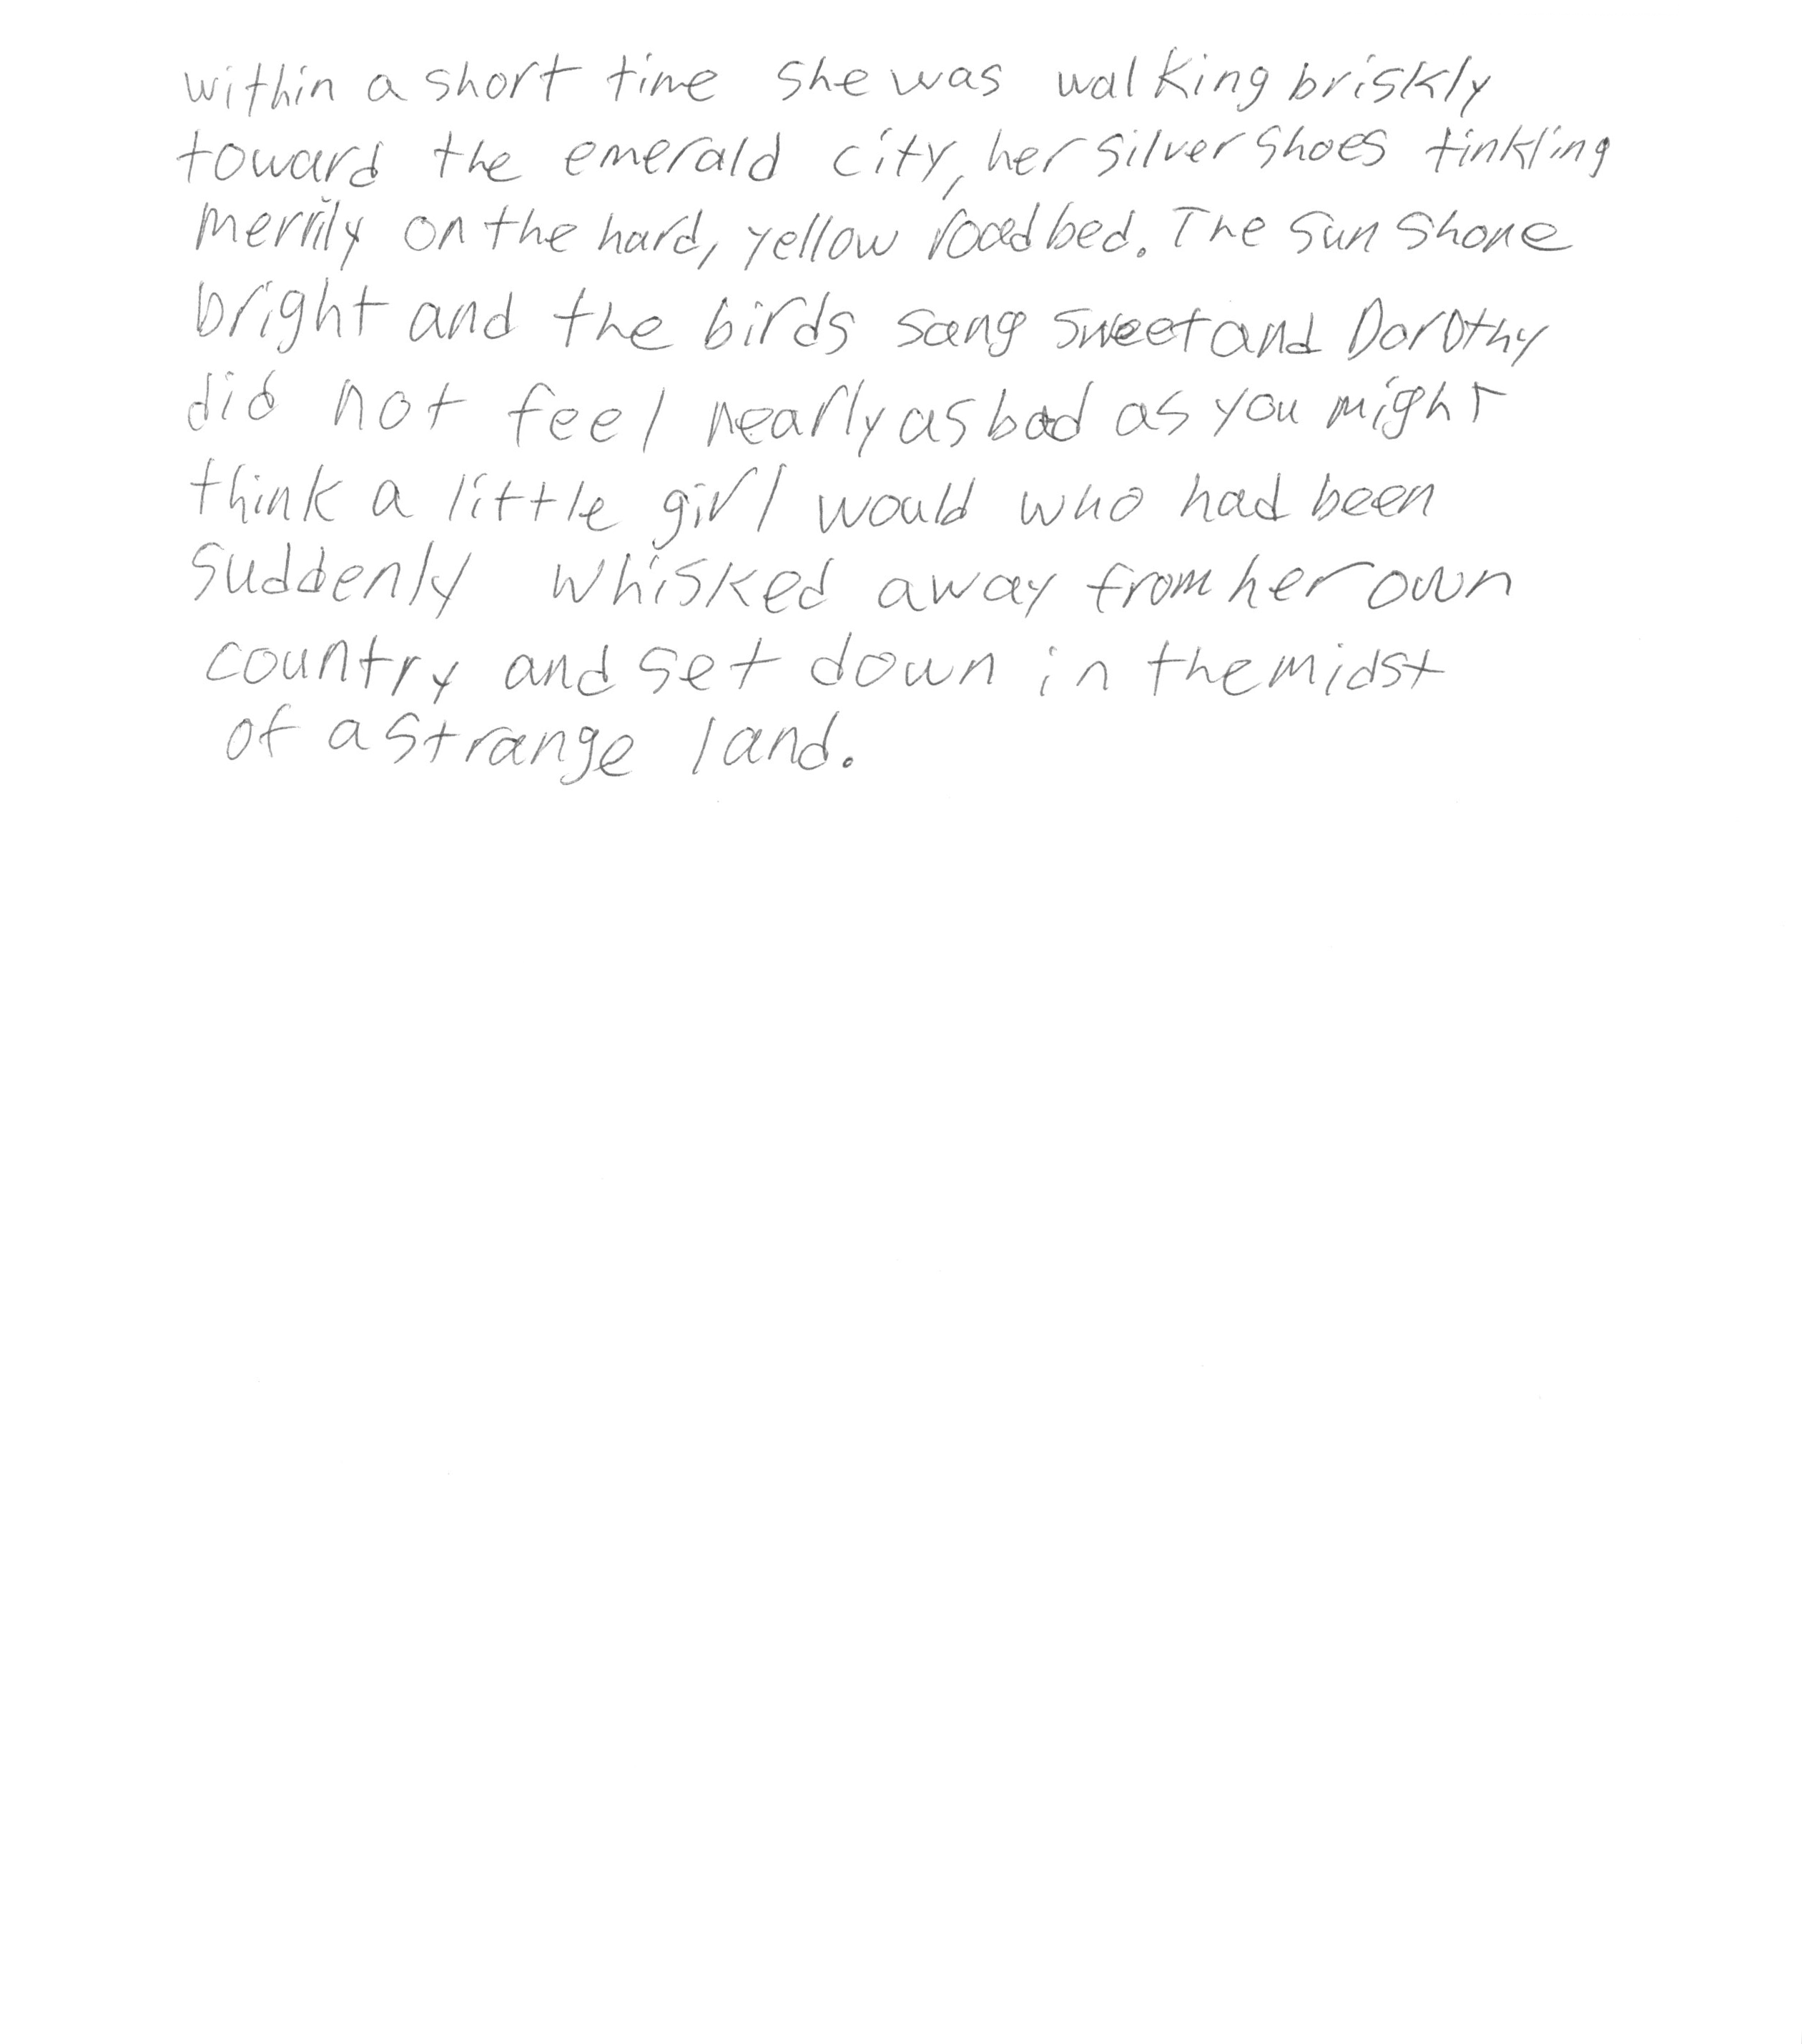 within a short time she was walking briskly
toward the emerald city, her silver shoes tinkling
merrily on the hard, yellow roadbed. The sun shone
bright and the birds sang sweet and Dorothy
did not feel nearly as bad as you might
think a little girl would who had been
suddenly whisked away from her own
country and set down in the midst
of a strange land.